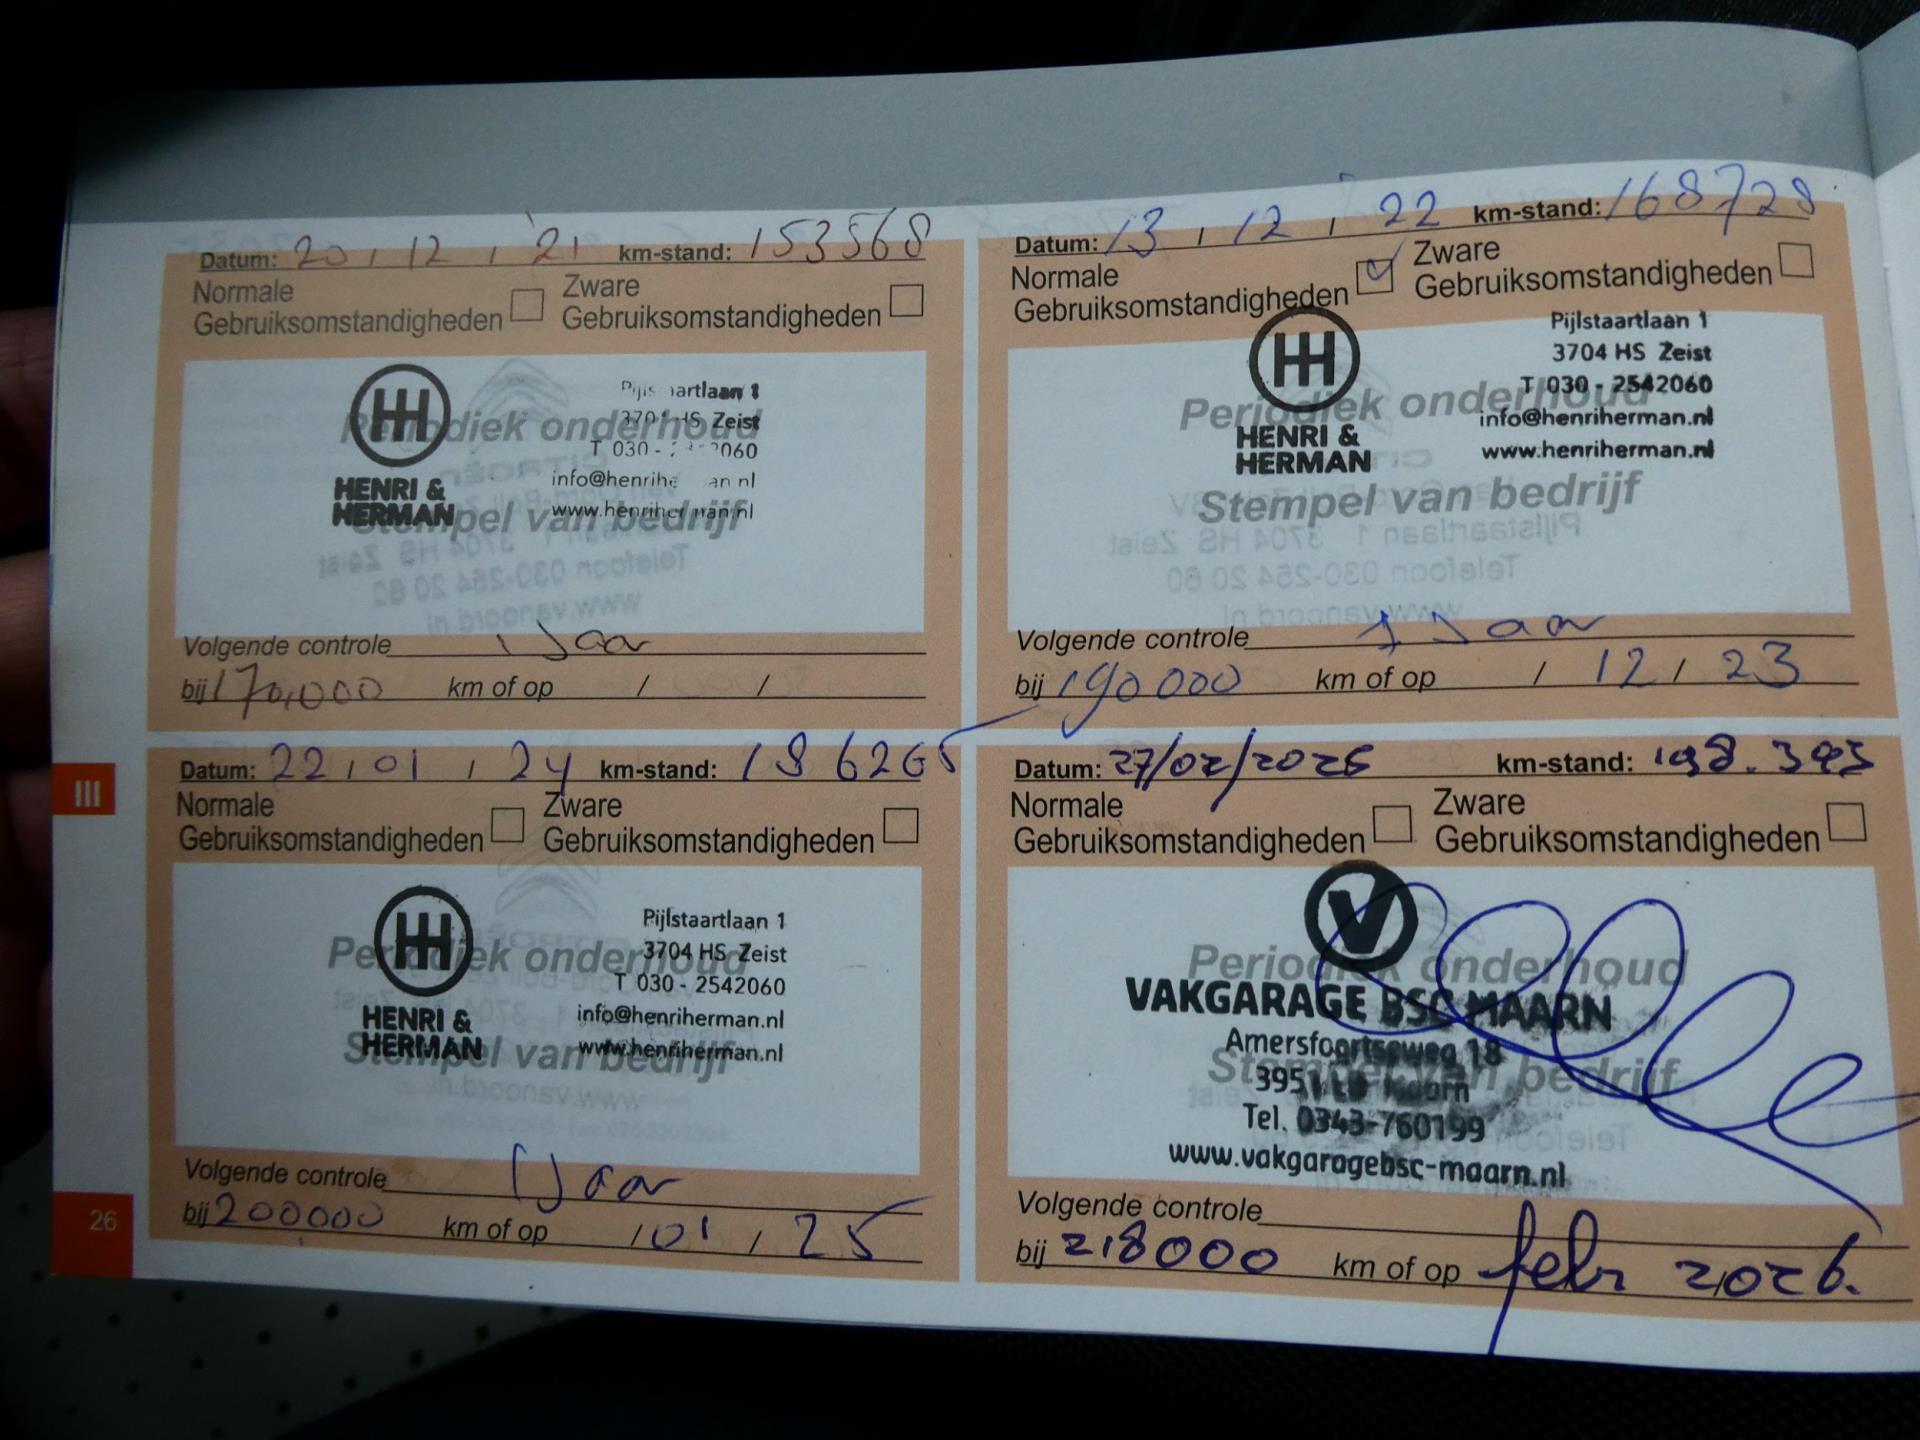 Datum: 20 / 12 / '21 km-stand: 153568
Normale Gebruiksomstandigheden Zware Gebruiksomstandigheden
Periodiek onderhoud
Stempel van bedrijf
HENRI & HERMAN
Zeist
T 030 -
www.henriherman.nl
Volgende controle 1 Jaar
bij 170,000 km of op / /
Datum: 13 / 12 / 22 km-stand: 168728
Normale Gebruiksomstandigheden Zware Gebruiksomstandigheden
Periodiek onderhoud
Stempel van bedrijf
HENRI & HERMAN
Pijlstaartlaan 1
3704 HS Zeist
T 030 - 2542060
info@henriherman.nl
www.henriherman.nl
Volgende controle 1 Jaar
bij 190000 km of op / 12 / 23
III
Datum: 22 / 01 / 24 km-stand: 186265
Normale Gebruiksomstandigheden Zware Gebruiksomstandigheden
Periodiek onderhoud
Stempel van bedrijf
HENRI & HERMAN
Pijlstaartlaan 1
3704 HS Zeist
T 030 - 2542060
info@henriherman.nl
www.henriherman.nl
Volgende controle 1 Jaar
bij 200000 km of op / 01 / 25
Datum: 27/02/2025 km-stand: 198.393
Normale Gebruiksomstandigheden Zware Gebruiksomstandigheden
Periodiek onderhoud
Stempel van bedrijf
V
VAKGARAGE BSC MAARN
Amersfoortseweg 18
Maarn
Tel. 0343-760199
www.vakgaragebsc-maarn.nl
Volgende controle
bij 218000 km of op febr 2026.
26